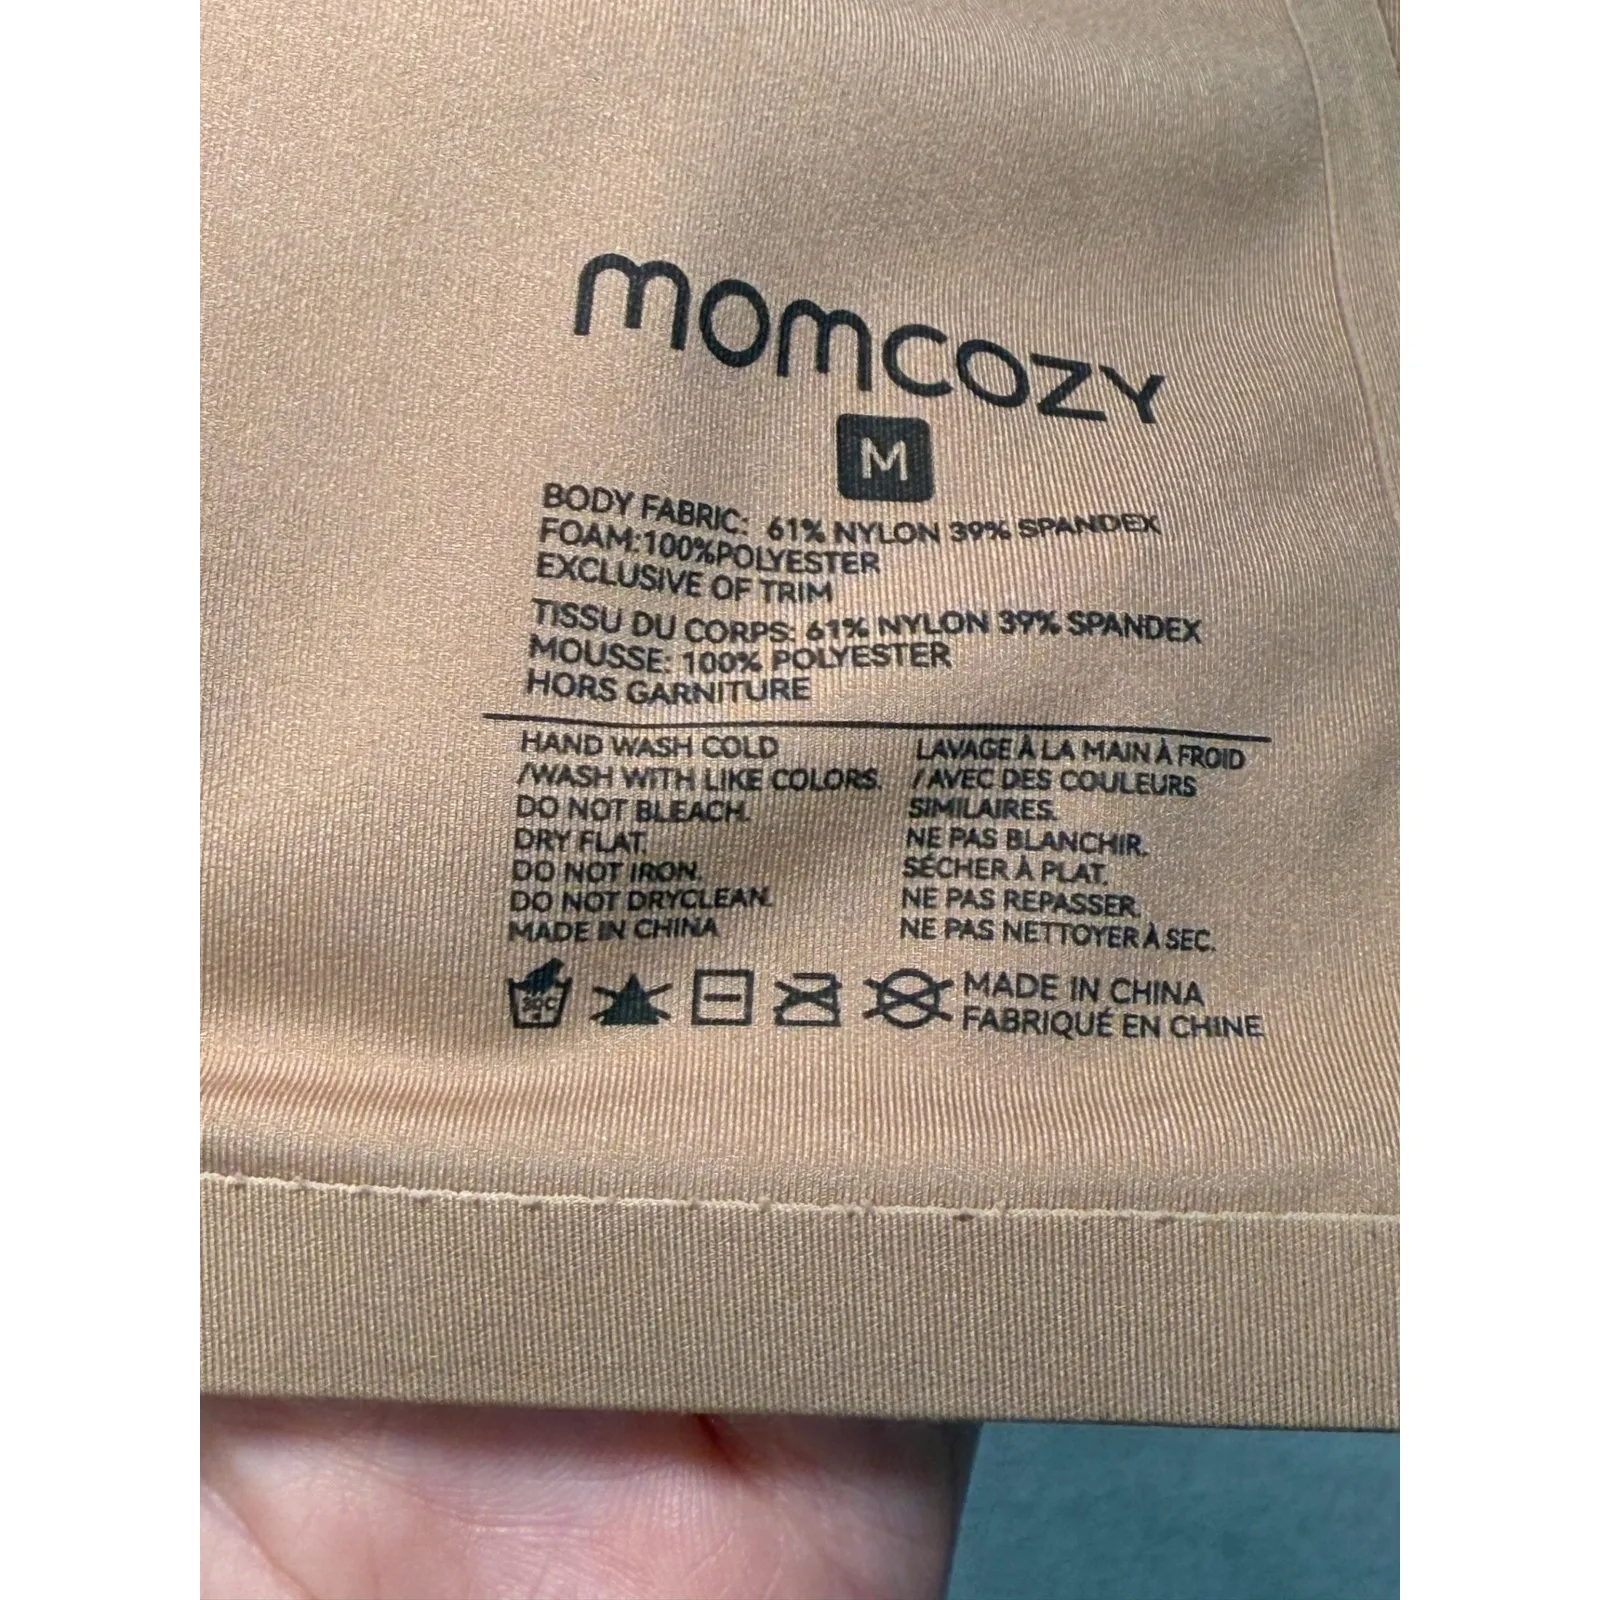 momcozy
M
BODY FABRIC: 61% NYLON 39% SPANDEX
FOAM:100%POLYESTER
EXCLUSIVE OF TRIM
TISSU DU CORPS: 61% NYLON 39% SPANDEX
MOUSSE: 100% POLYESTER
HORS GARNITURE
HAND WASH COLD
/WASH WITH LIKE COLORS.
DO NOT BLEACH.
DRY FLAT.
DO NOT IRON.
DO NOT DRYCLEAN.
MADE IN CHINA
LAVAGE À LA MAIN À FROID
/AVEC DES COULEURS
SIMILAIRES.
NE PAS BLANCHIR.
SÉCHER À PLAT.
NE PAS REPASSER.
NE PAS NETTOYER À SEC.
30C
MADE IN CHINA
FABRIQUÉ EN CHINE